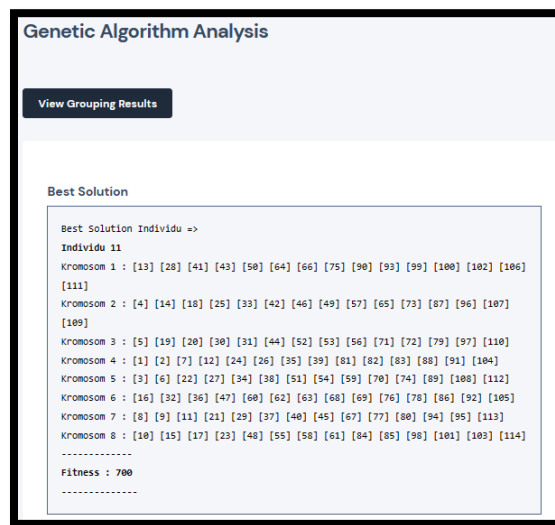 Genetic Algorithm Analysis
View Grouping Results
Best Solution
Best Solution Individu =>
Individu 11
Kromosom 1 : [13] [28] [41] [43] [50] [64] [66] [75] [90] [93] [99] [100] [102] [106]
[111]
Kromosom 2 : [4] [14] [18] [25] [33] [42] [46] [49] [57] [65] [73] [87] [96] [107]
[109]
Kromosom 3 : [5] [19] [20] [30] [31] [44] [52] [53] [56] [71] [72] [79] [97] [110]
Kromosom 4 : [1] [2] [7] [12] [24] [26] [35] [39] [81] [82] [83] [88] [91] [104]
Kromosom 5 : [3] [6] [22] [27] [34] [38] [51] [54] [59] [70] [74] [89] [108] [112]
Kromosom 6 : [16] [32] [36] [47] [60] [62] [63] [68] [69] [76] [78] [86] [92] [105]
Kromosom 7 : [8] [9] [11] [21] [29] [37] [40] [45] [67] [77] [80] [94] [95] [113]
Kromosom 8 : [10] [15] [17] [23] [48] [55] [58] [61] [84] [85] [98] [101] [103] [114]
-------------
Fitness : 700
--------------